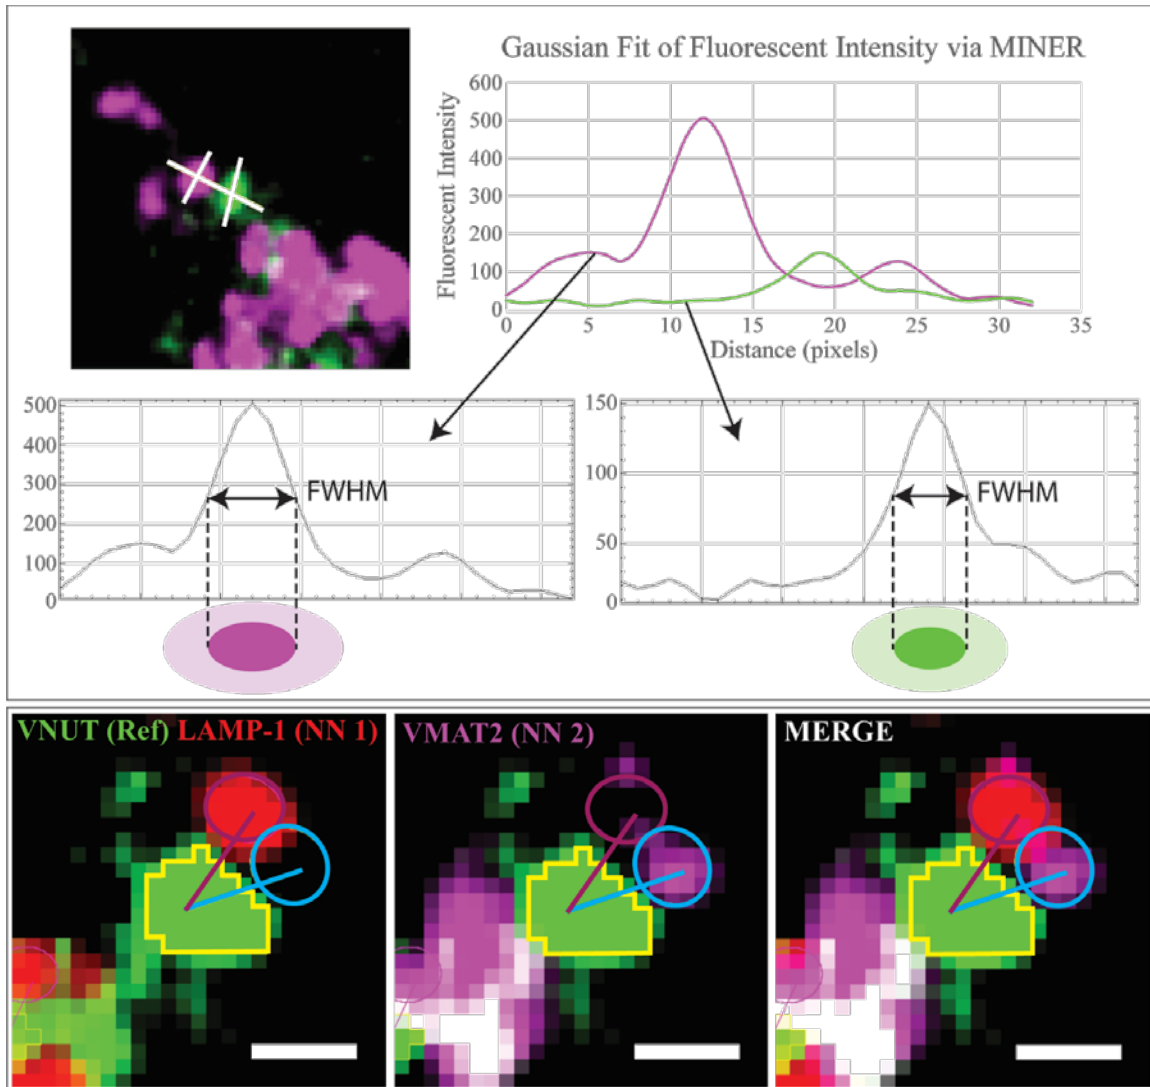 Gaussian Fit of Fluorescent Intensity via MINER
Fluorescent Intensity
600
500
400
300
200
100
0
0 5 10 15 20 25 30 35
Distance (pixels)
500
400
300
200
100
0
FWHM
150
100
50
0
FWHM
VNUT (Ref) LAMP-1 (NN 1)
VMAT2 (NN 2)
MERGE